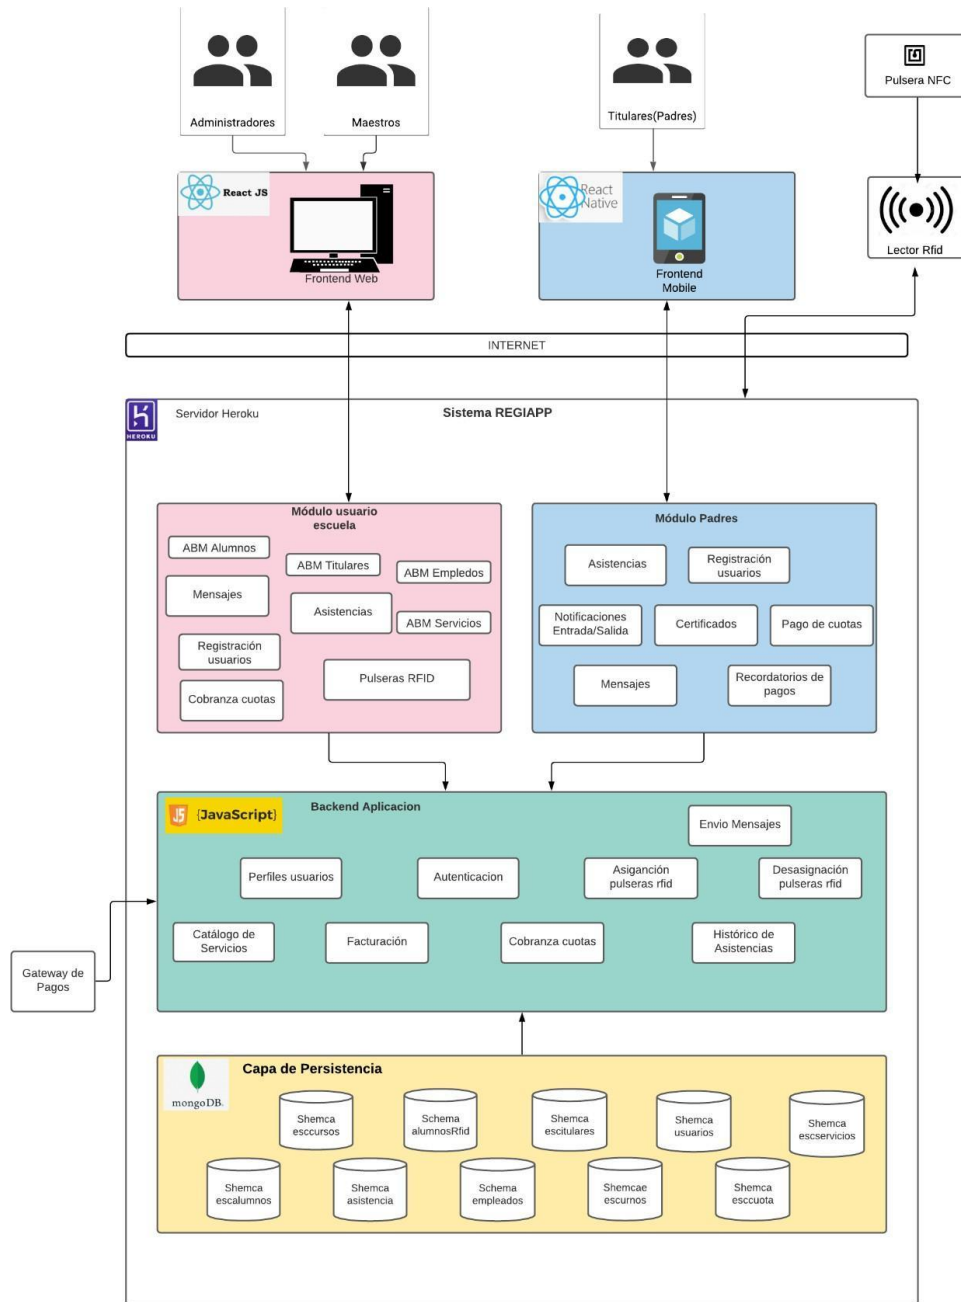 Administradores
Maestros
Titulares(Padres)
Pulsera NFC
React JS
Frontend Web
React
Native
Frontend
Mobile
Lector Rfid
INTERNET
HEROKU
Servidor Heroku
Sistema REGIAPP
Módulo usuario
escuela
ABM Alumnos
ABM Titulares
ABM Empledos
Mensajes
Asistencias
ABM Servicios
Registración
usuarios
Pulseras RFID
Cobranza cuotas
Módulo Padres
Asistencias
Registración
usuarios
Notificaciones
Entrada/Salida
Certificados
Pago de cuotas
Mensajes
Recordatorios de
pagos
JS
{JavaScript}
Backend Aplicacion
Envio Mensajes
Perfiles usuarios
Autenticacion
Asiganción
pulseras rfid
Desasignación
pulseras rfid
Catálogo de
Servicios
Facturación
Cobranza cuotas
Histórico de
Asistencias
Gateway de
Pagos
mongoDB.
Capa de Persistencia
Shemca
esccursos
Schema
alumnosRfid
Shemca
escitulares
Shemca
usuarios
Shemca
escservicios
Shemca
escalumnos
Shemca
asistencia
Schema
empleados
Shemcae
escurnos
Shemca
esccuota